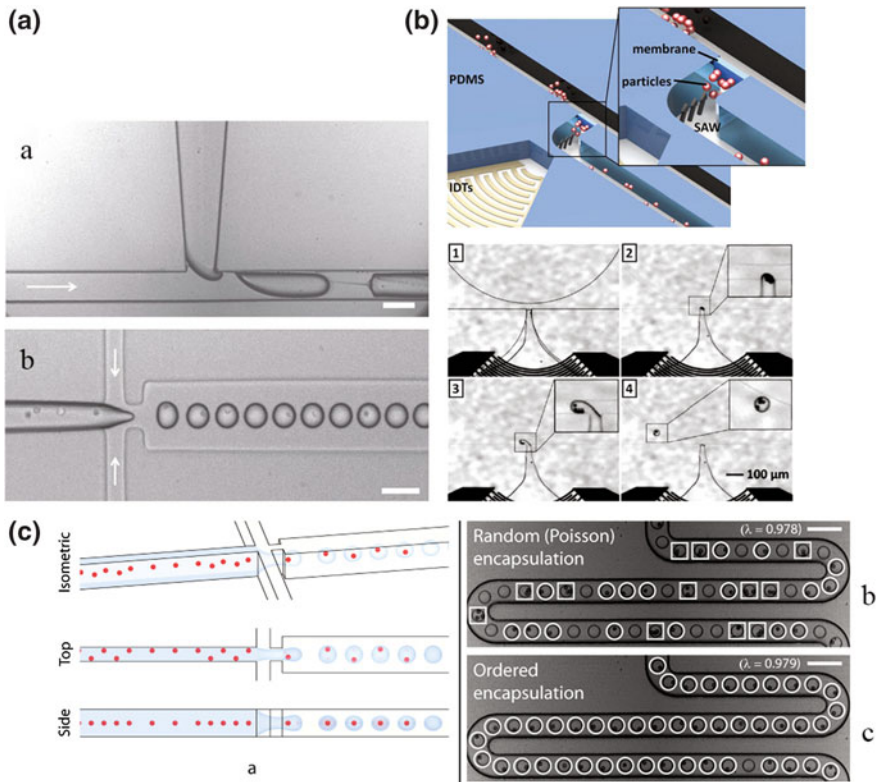 (a)
a
b
(b)
membrane
PDMS
particles
SAW
IDTs
1
2
3
4
100 µm
(c)
Isometric
Top
Side
a
Random (Poisson)
encapsulation
(λ = 0.978)
b
Ordered
encapsulation
(λ = 0.979)
c